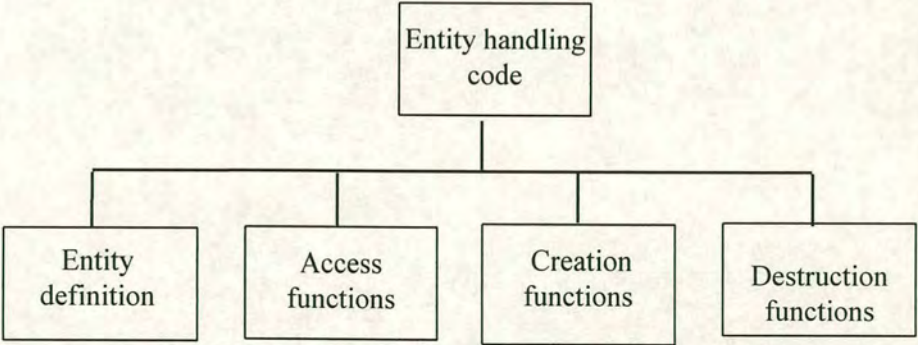 Entity handling
code
Entity
definition
Access
functions
Creation
functions
Destruction
functions